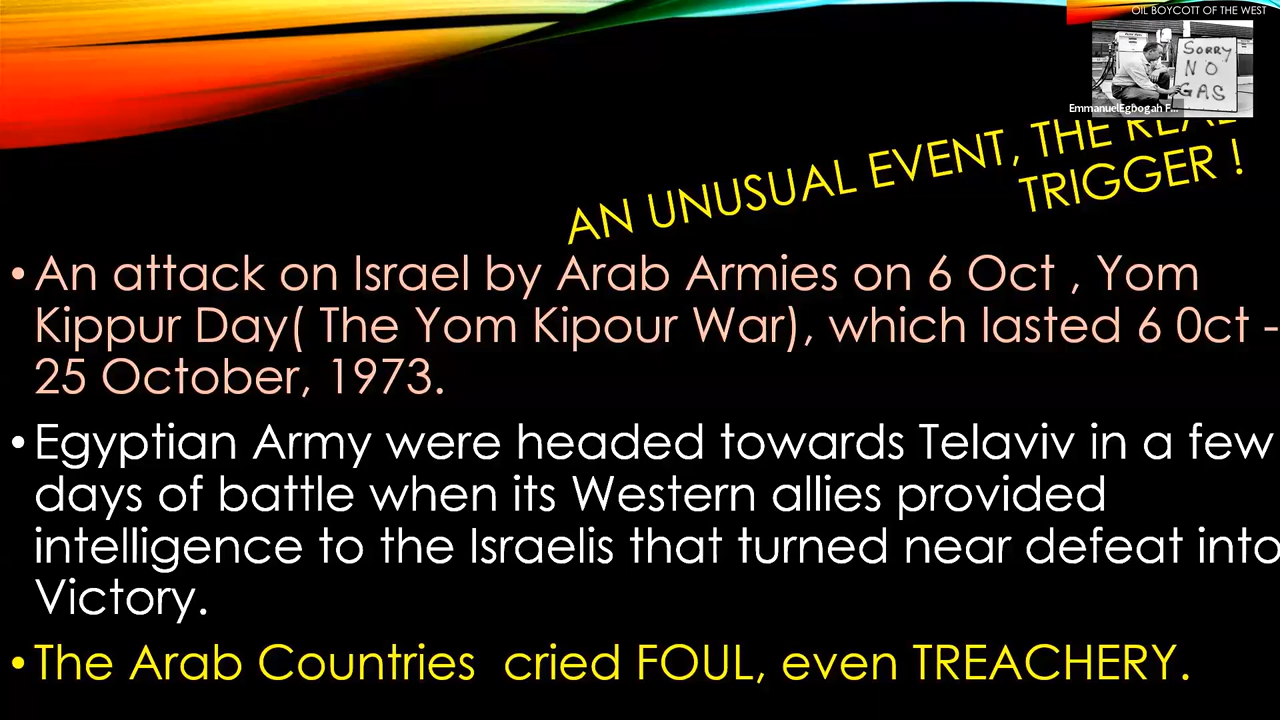 OIL BOYCOTT OF THE WEST
SORRY
NO
GAS
EmmanuelEgbogah F...
AN UNUSUAL EVENT, THE REAL
TRIGGER !
• An attack on Israel by Arab Armies on 6 Oct , Yom
Kippur Day( The Yom Kipour War), which lasted 6 0ct -
25 October, 1973.
• Egyptian Army were headed towards Telaviv in a few
days of battle when its Western allies provided
intelligence to the Israelis that turned near defeat into
Victory.
• The Arab Countries cried FOUL, even TREACHERY.